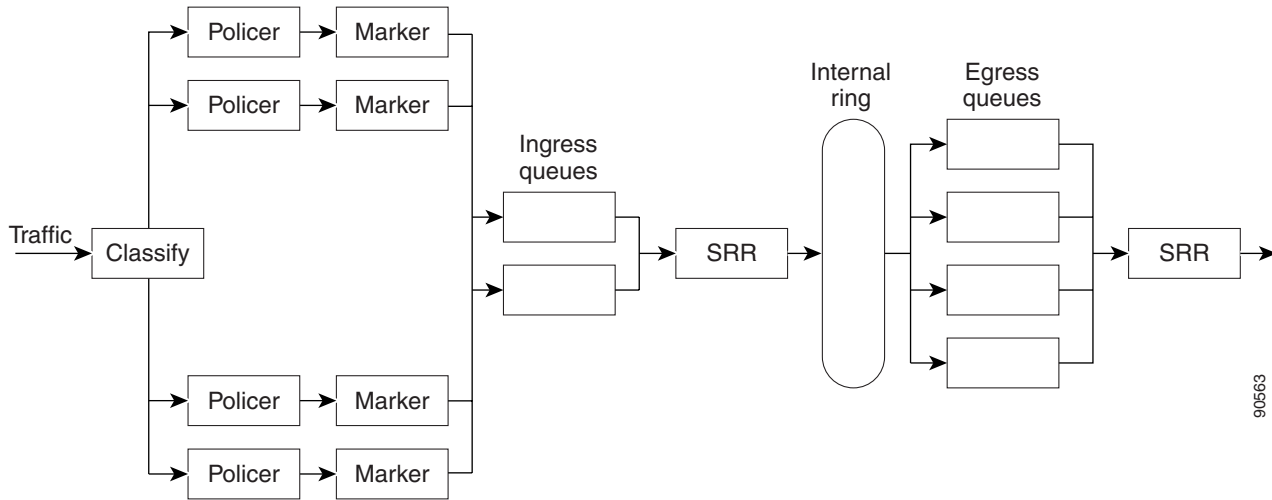 Policer
Marker
Policer
Marker
Internal
ring
Egress
queues
Ingress
queues
Traffic
Classify
SRR
SRR
Policer
Marker
Policer
Marker
90563